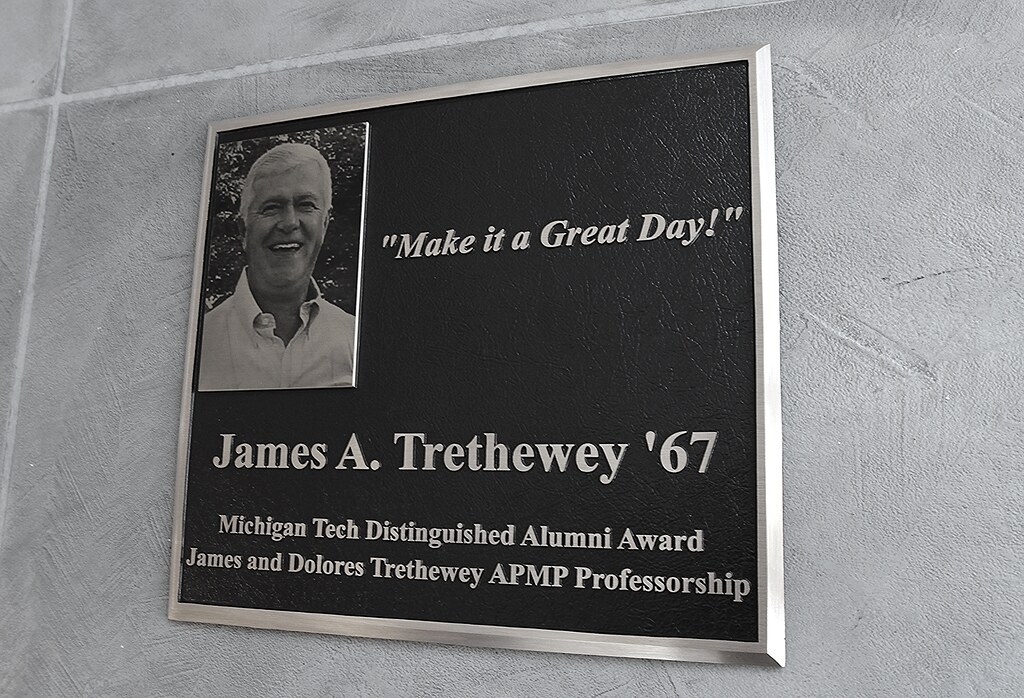 "Make it a Great Day!"
James A. Trethewey '67
Michigan Tech Distinguished Alumni Award
James and Dolores Trethewey APMP Professorship